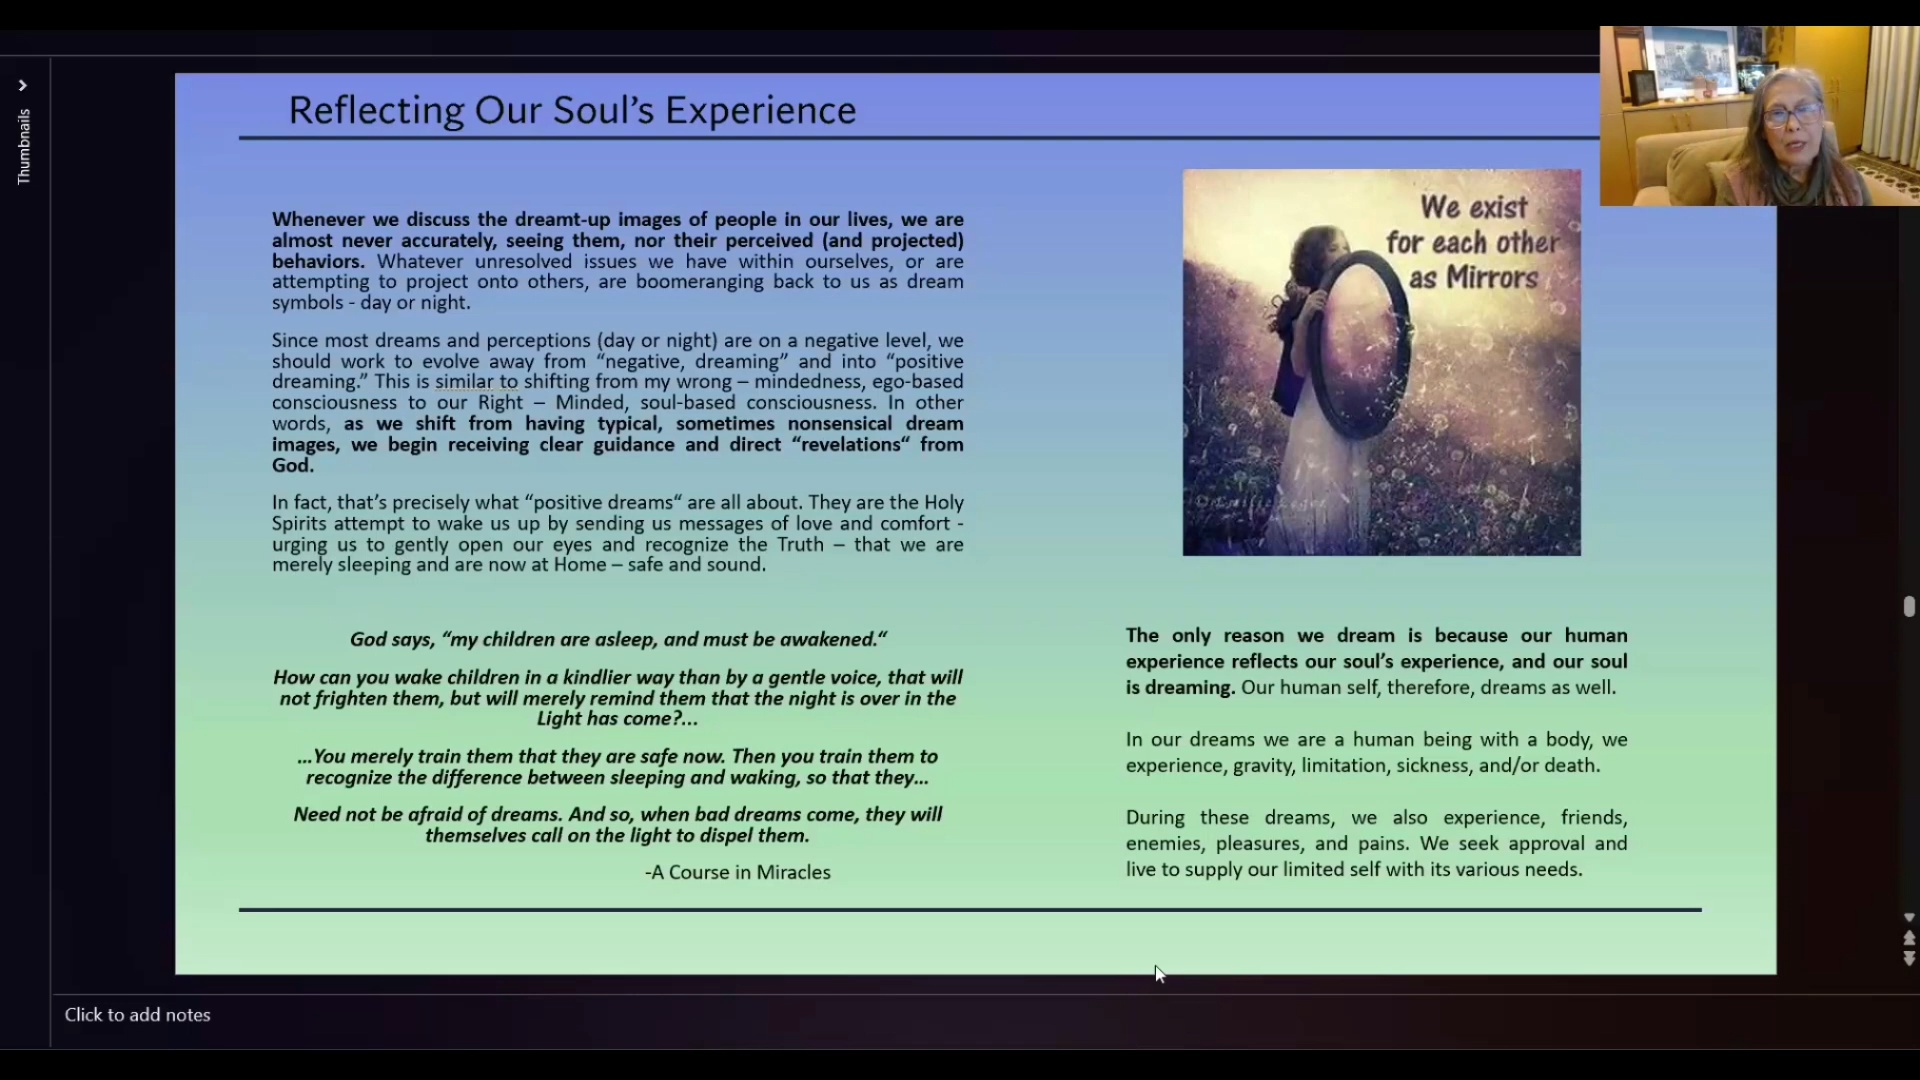 Thumbnails
Reflecting Our Soul’s Experience
Whenever we discuss the dreamt-up images of people in our lives, we are
almost never accurately, seeing them, nor their perceived (and projected)
behaviors. Whatever unresolved issues we have within ourselves, or are
attempting to project onto others, are boomeranging back to us as dream
symbols - day or night.
Since most dreams and perceptions (day or night) are on a negative level, we
should work to evolve away from “negative, dreaming” and into “positive
dreaming.” This is similar to shifting from my wrong – mindedness, ego-based
consciousness to our Right – Minded, soul-based consciousness. In other
words, as we shift from having typical, sometimes nonsensical dream
images, we begin receiving clear guidance and direct “revelations“ from
God.
In fact, that’s precisely what “positive dreams“ are all about. They are the Holy
Spirits attempt to wake us up by sending us messages of love and comfort -
urging us to gently open our eyes and recognize the Truth – that we are
merely sleeping and are now at Home – safe and sound.
God says, “my children are asleep, and must be awakened.“
How can you wake children in a kindlier way than by a gentle voice, that will
not frighten them, but will merely remind them that the night is over in the
Light has come?...
...You merely train them that they are safe now. Then you train them to
recognize the difference between sleeping and waking, so that they...
Need not be afraid of dreams. And so, when bad dreams come, they will
themselves call on the light to dispel them.
-A Course in Miracles
We exist
for each other
as Mirrors
The only reason we dream is because our human
experience reflects our soul’s experience, and our soul
is dreaming. Our human self, therefore, dreams as well.
In our dreams we are a human being with a body, we
experience, gravity, limitation, sickness, and/or death.
During these dreams, we also experience, friends,
enemies, pleasures, and pains. We seek approval and
live to supply our limited self with its various needs.
Click to add notes